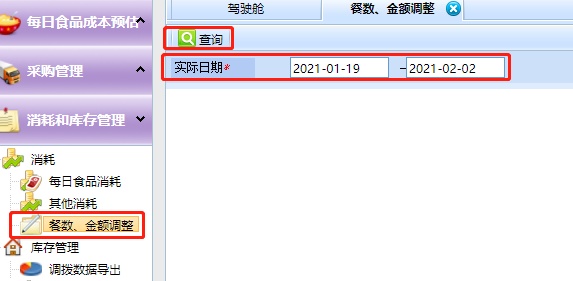 每日食品成本预估
采购管理
消耗和库存管理
消耗
每日食品消耗
其他消耗
餐数、金额调整
库存管理
调拨数据导出
驾驶舱
餐数、金额调整
查询
实际日期*
2021-01-19 –2021-02-02